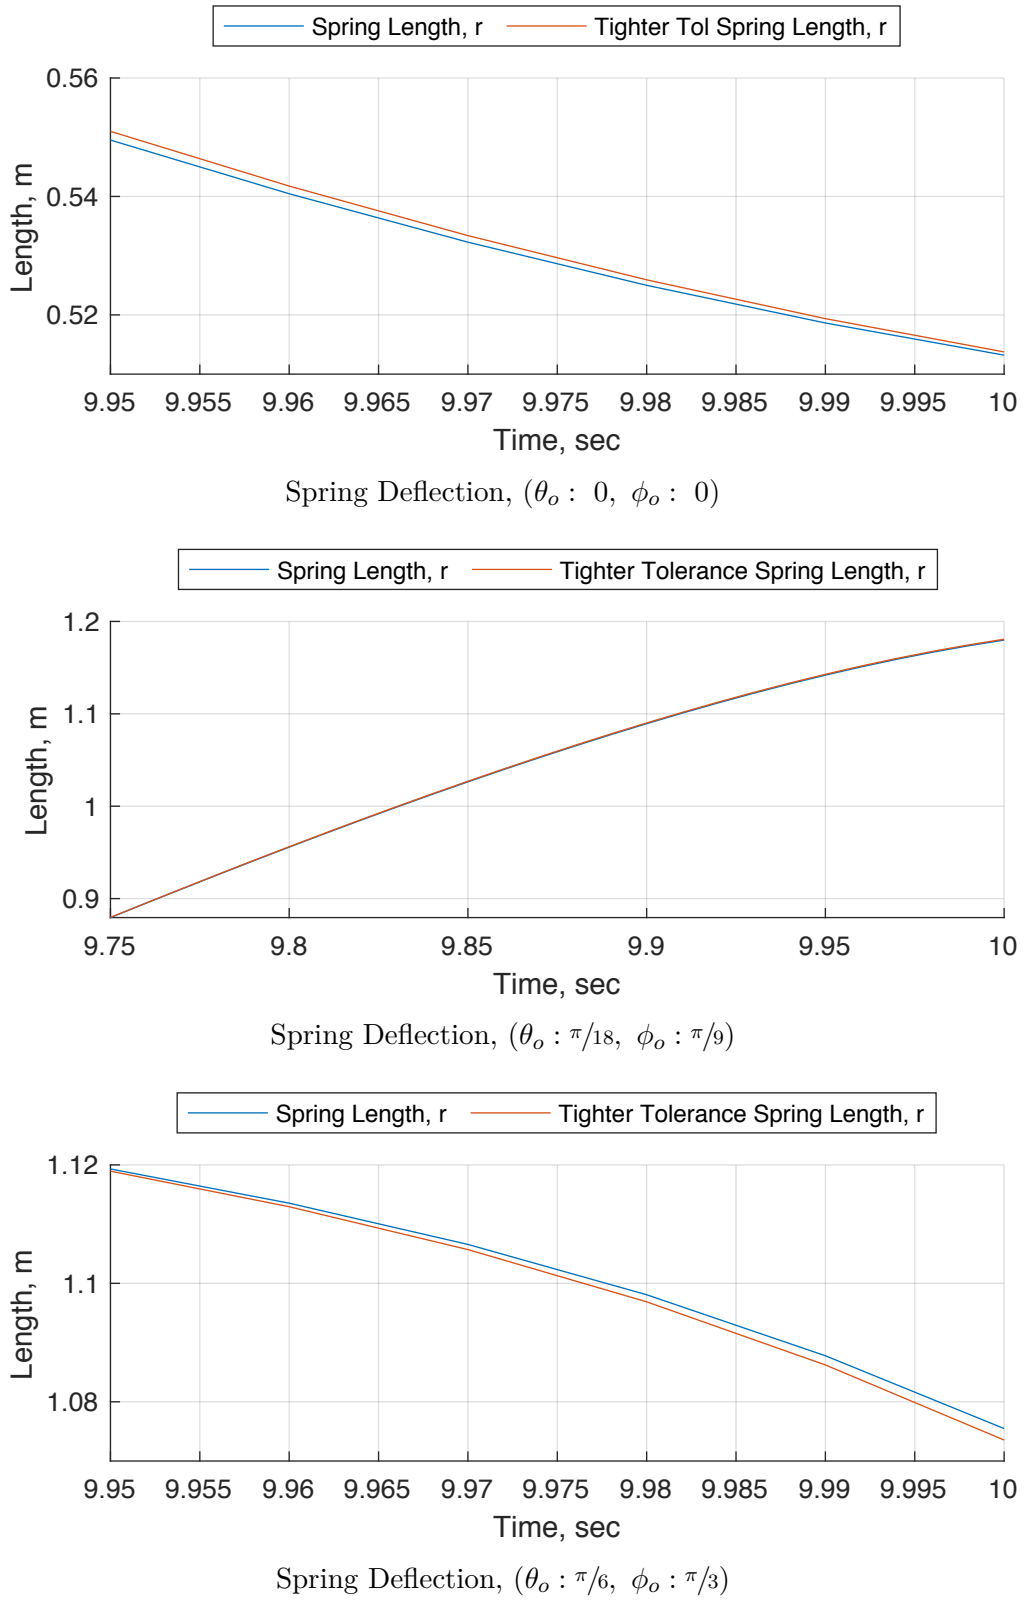 Spring Length, r Tighter Tol Spring Length, r
0.56
0.54
0.52
Length, m
9.95 9.955 9.96 9.965 9.97 9.975 9.98 9.985 9.99 9.995 10
Time, sec
Spring Deflection, (θₒ : 0, ϕₒ : 0)
Spring Length, r Tighter Tolerance Spring Length, r
1.2
1.1
1
0.9
Length, m
9.75 9.8 9.85 9.9 9.95 10
Time, sec
Spring Deflection, (θₒ : π/18, ϕₒ : π/9)
Spring Length, r Tighter Tolerance Spring Length, r
1.12
1.1
1.08
Length, m
9.95 9.955 9.96 9.965 9.97 9.975 9.98 9.985 9.99 9.995 10
Time, sec
Spring Deflection, (θₒ : π/6, ϕₒ : π/3)